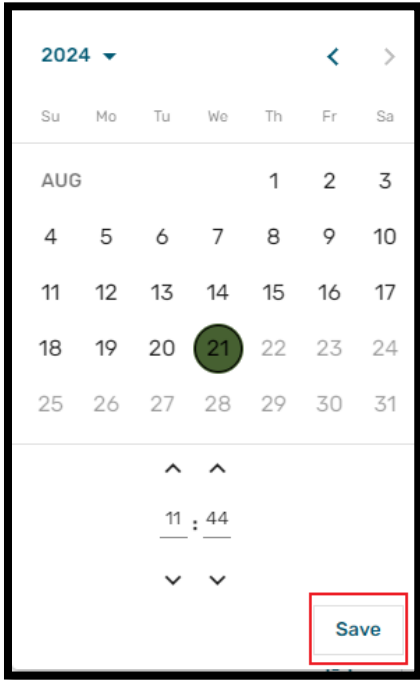 2024
Su Mo Tu We Th Fr Sa
AUG 1 2 3
4 5 6 7 8 9 10
11 12 13 14 15 16 17
18 19 20 21 22 23 24
25 26 27 28 29 30 31
11 : 44
Save